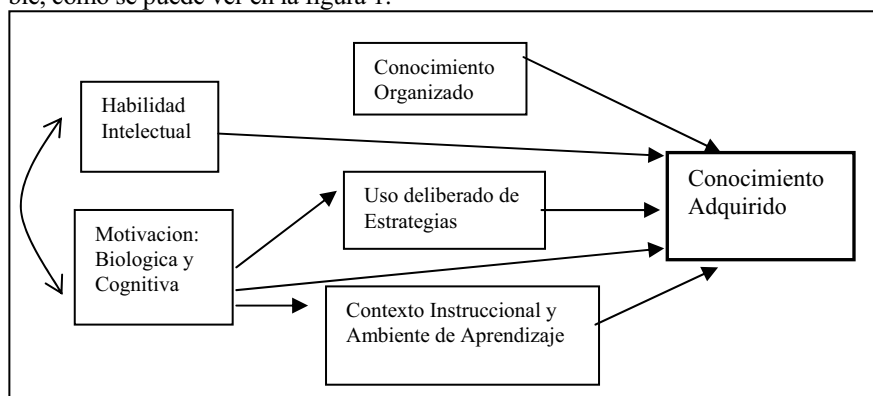 ble, como se puede ver en la figura 1.
Conocimiento
Organizado
Habilidad
Intelectual
Conocimiento
Adquirido
Uso deliberado de
Estrategias
Motivacion:
Biologica y
Cognitiva
Contexto Instruccional y
Ambiente de Aprendizaje